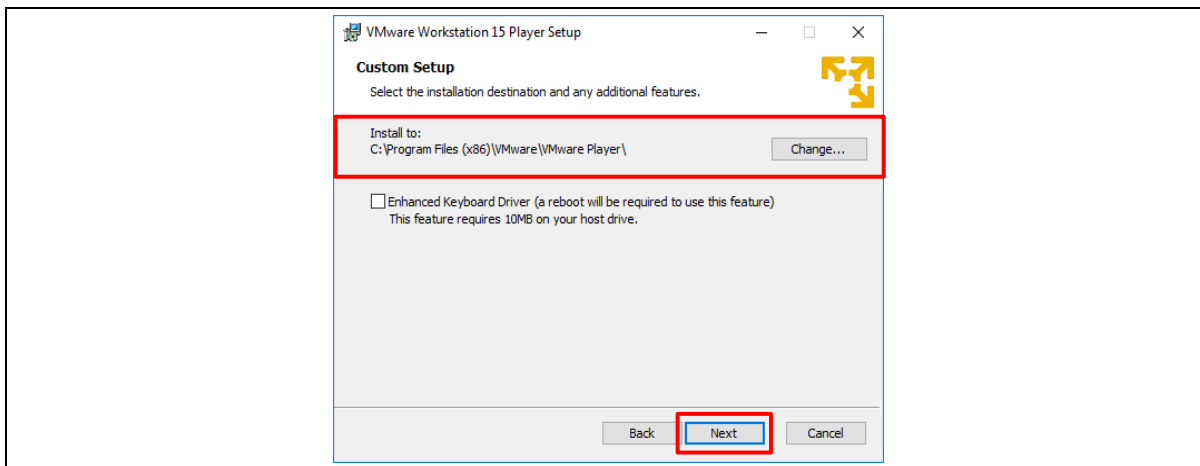 VMware Workstation 15 Player Setup
Custom Setup
Select the installation destination and any additional features.
Install to:
C:\Program Files (x86)\VMware\VMware Player\
Change...
Enhanced Keyboard Driver (a reboot will be required to use this feature)
This feature requires 10MB on your host drive.
Back Next Cancel